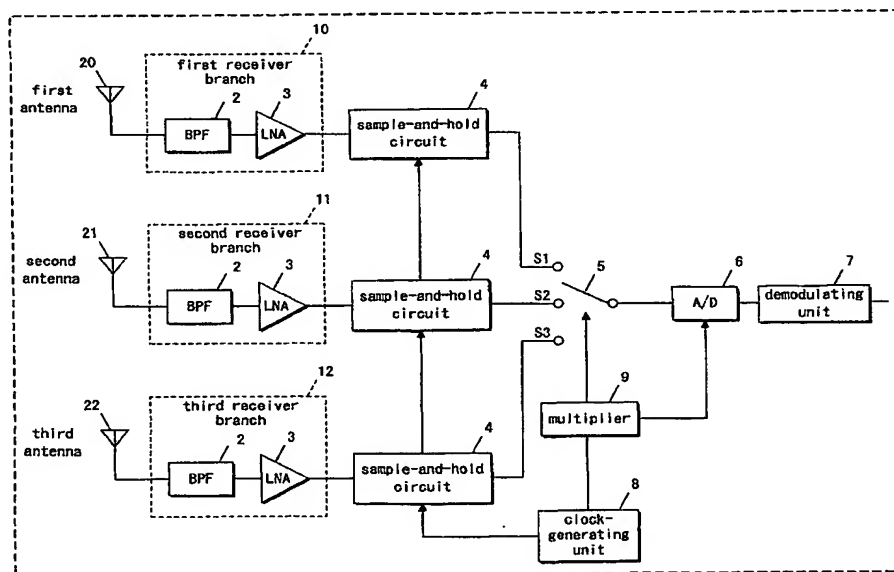 10
20
first receiver
branch
first
antenna
2
3
4
BPF
LNA
sample-and-hold
circuit
11
21
second receiver
branch
second
antenna
2
3
4
BPF
LNA
sample-and-hold
circuit
S1
S2
S3
5
6
7
A/D
demodulating
unit
12
22
third receiver
branch
third
antenna
2
3
4
BPF
LNA
sample-and-hold
circuit
9
multiplier
8
clock-
generating
unit